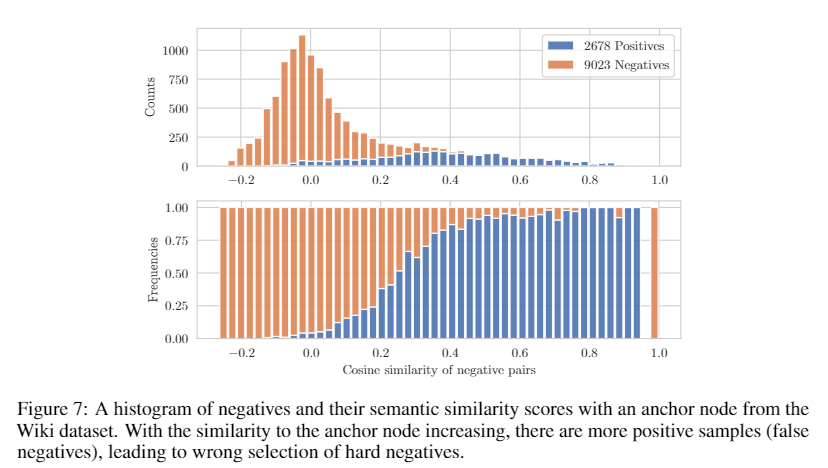 1000
750
500
250
0
Counts
2678 Positives
9023 Negatives
−0.2 0.0 0.2 0.4 0.6 0.8 1.0
1.00
0.75
0.50
0.25
0.00
Frequencies
−0.2 0.0 0.2 0.4 0.6 0.8 1.0
Cosine similarity of negative pairs
Figure 7: A histogram of negatives and their semantic similarity scores with an anchor node from the
Wiki dataset. With the similarity to the anchor node increasing, there are more positive samples (false
negatives), leading to wrong selection of hard negatives.